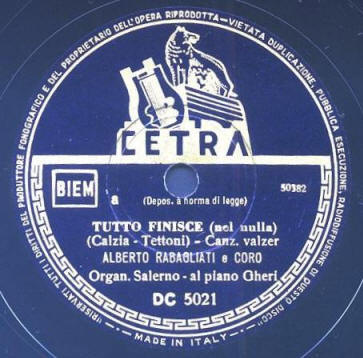 "RISERVATI TUTTI I DIRITTI DEL PRODUTTORE FONOGRAFICO E DEL PROPRIETARIO DELL'OPERA RIPRODOTTA - VIETATA DUPLICAZIONE, PUBBLICA ESECUZIONE, RADIODIFFUSIONE DI QUESTO DISCO"
CETRA
BIEM
a
(Depos. a norma di legge)
50382
TUTTO FINISCE (nel nulla)
(Calzia - Tettoni) - Canz. valzer
ALBERTO RABAGLIATI e CORO
Organ. Salerno - al piano Gheri
DC 5021
- MADE IN ITALY -